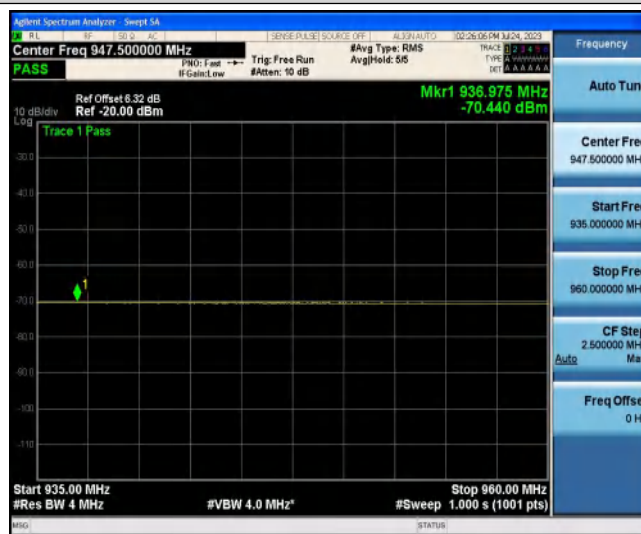 Agilent Spectrum Analyzer - Swept SA
RL RF 50 Ω AC SENSE:PULSE SOURCE OFF ALIGNAUTO 02:26:06 PM Jul 24, 2023
Center Freq 947.500000 MHz
PASS
PNO: Fast
IFGain:Low
Trig: Free Run
#Atten: 10 dB
#Avg Type: RMS
Avg|Hold: 5/5
TRACE 1 2 3 4 5 6
TYPE A
DET A A A A A A
Ref Offset 6.32 dB
10 dB/div Ref -20.00 dBm
Log
Mkr1 936.975 MHz
-70.440 dBm
Trace 1 Pass
-30.0
-40.0
-50.0
-60.0
1
-70.0
-80.0
-90.0
-100
-110
Start 935.00 MHz
Stop 960.00 MHz
#Res BW 4 MHz
#VBW 4.0 MHz*
#Sweep 1.000 s (1001 pts)
MSG
STATUS
Frequency
Auto Tun
Center Fre
947.500000 MH
Start Fre
935.000000 MH
Stop Fre
960.000000 MH
CF Ste
2.500000 MH
Auto Ma
Freq Offse
0 H